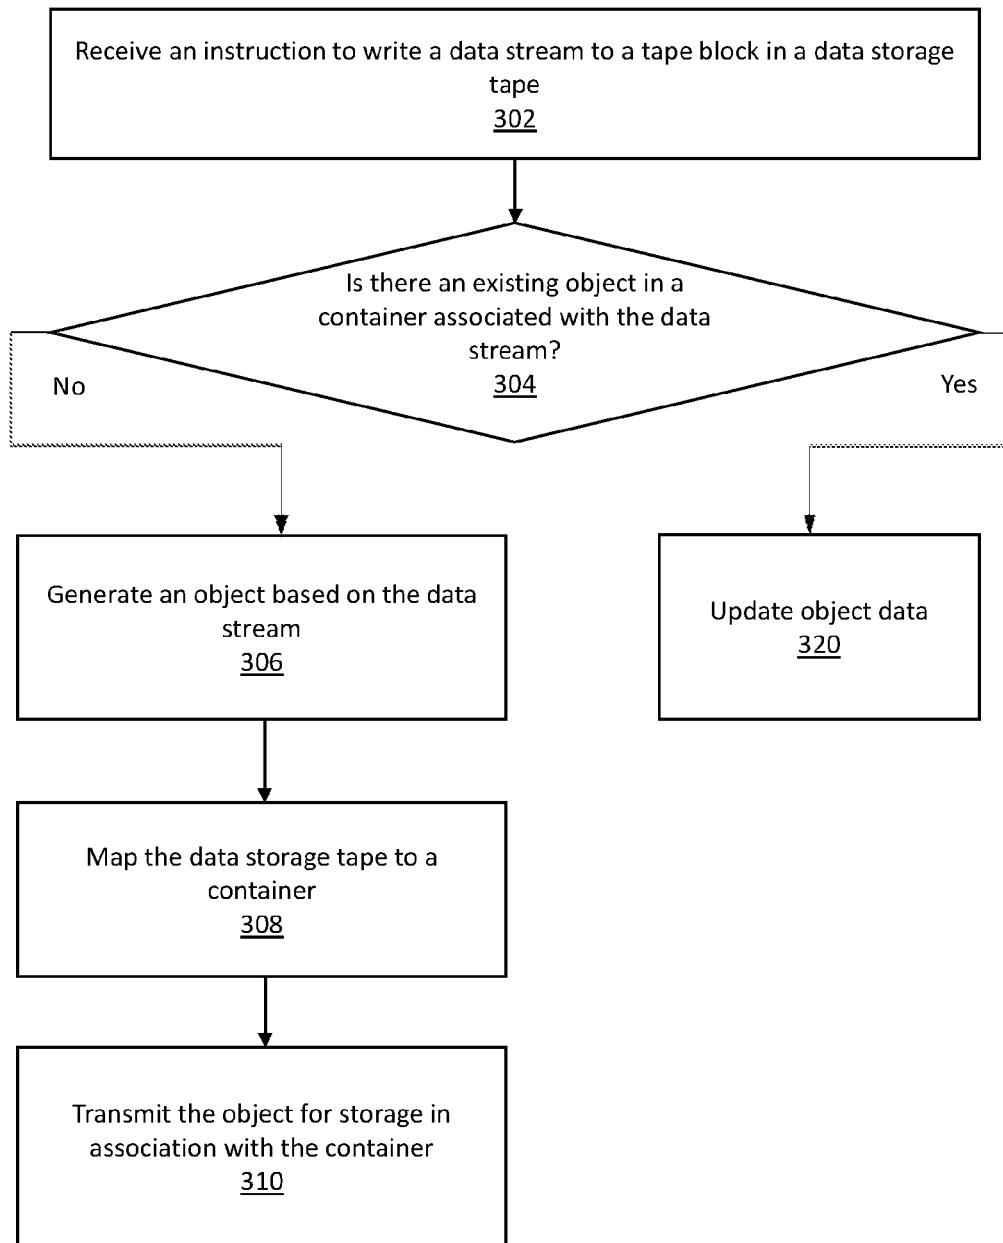 Receive an instruction to write a data stream to a tape block in a data storage
tape
302
Is there an existing object in a
container associated with the data
stream?
304
No
Yes
Generate an object based on the data
stream
306
Update object data
320
Map the data storage tape to a
container
308
Transmit the object for storage in
association with the container
310